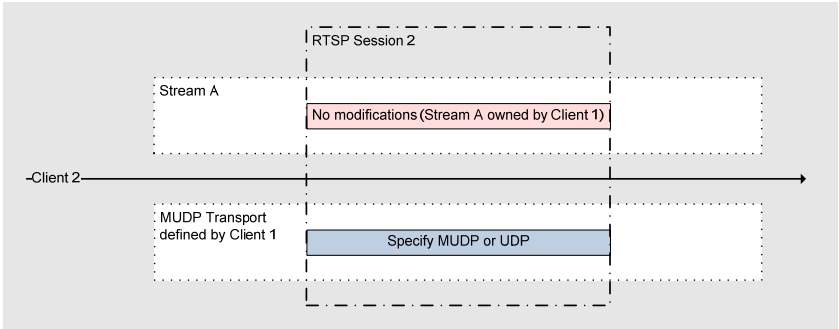 RTSP Session 2
Stream A
No modifications (Stream A owned by Client 1)
Client 2
MUDP Transport
defined by Client 1
Specify MUDP or UDP